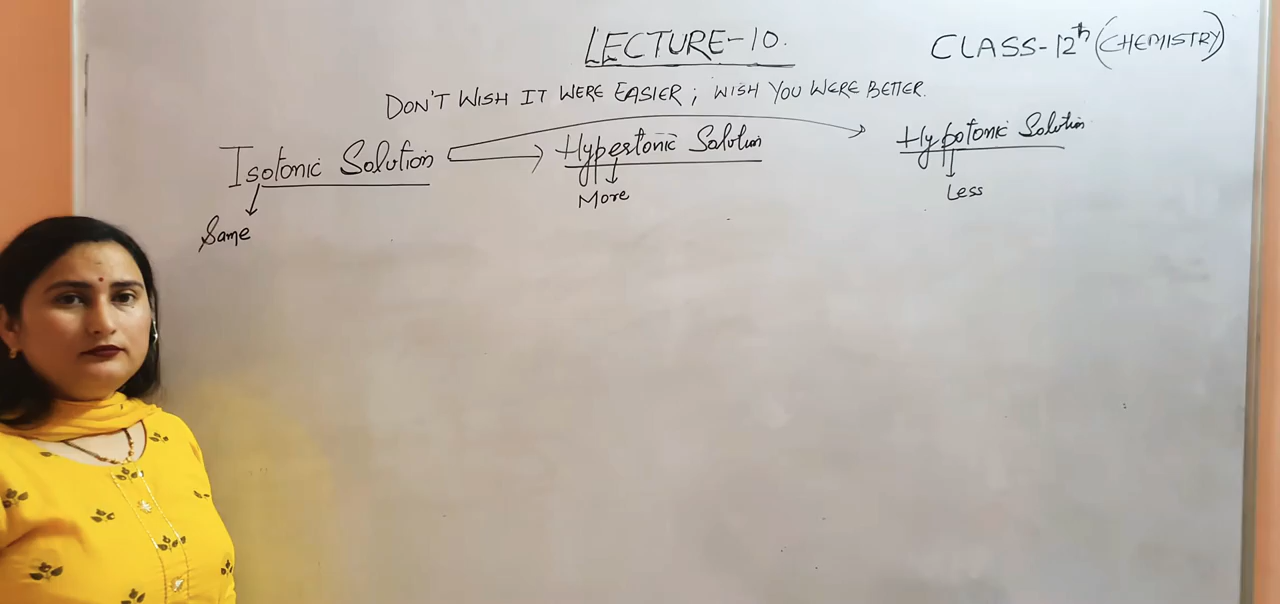 LECTURE-10.
CLASS-12th (CHEMISTRY)
DON'T WISH IT WERE EASIER; WISH YOU WERE BETTER.
Isotonic Solution
Hypertonic Solution
Hypotonic Solution
Same
More
Less